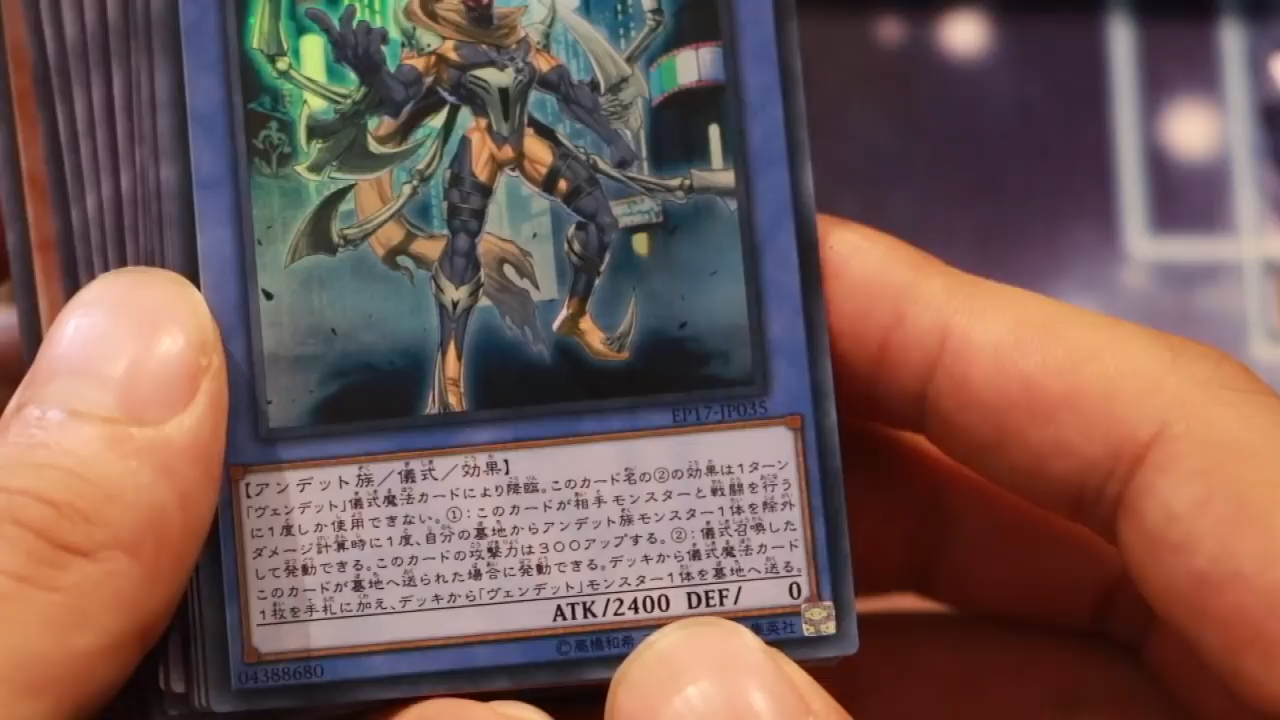 EP17-JP035
【アンデット族／儀式／効果】
「ヴェンデット」儀式魔法カードにより降臨。このカード名の②の効果は1ターン
に1度しか使用できない。①：このカードが相手モンスターと戦闘を行う
ダメージ計算時に1度、自分の墓地からアンデット族モンスター1体を除外
して発動できる。このカードの攻撃力は300アップする。②：儀式召喚した
このカードが墓地へ送られた場合に発動できる。デッキから儀式魔法カード
1枚を手札に加え、デッキから「ヴェンデット」モンスター1体を墓地へ送る。
ATK/2400 DEF/ 0
04388680 ©高橋和希 集英社